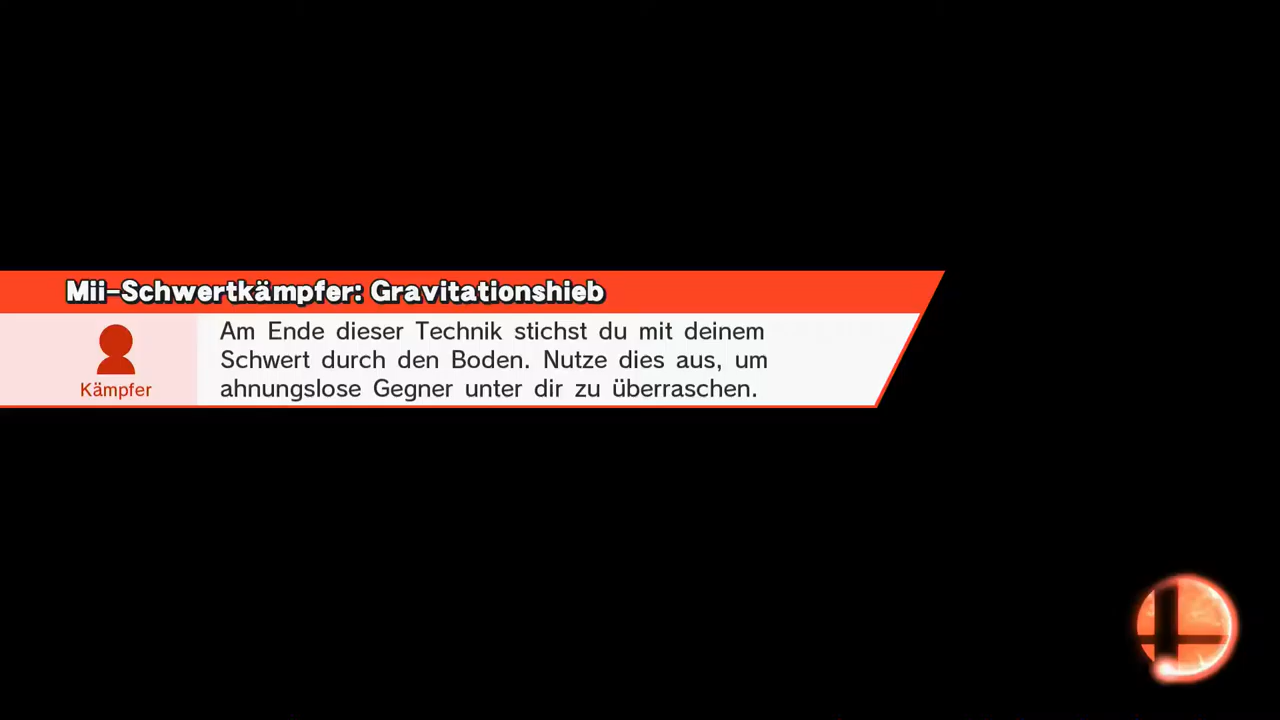 Mii-Schwertkämpfer: Gravitationshieb
Am Ende dieser Technik stichst du mit deinem
Schwert durch den Boden. Nutze dies aus, um
ahnungslose Gegner unter dir zu überraschen.
Kämpfer